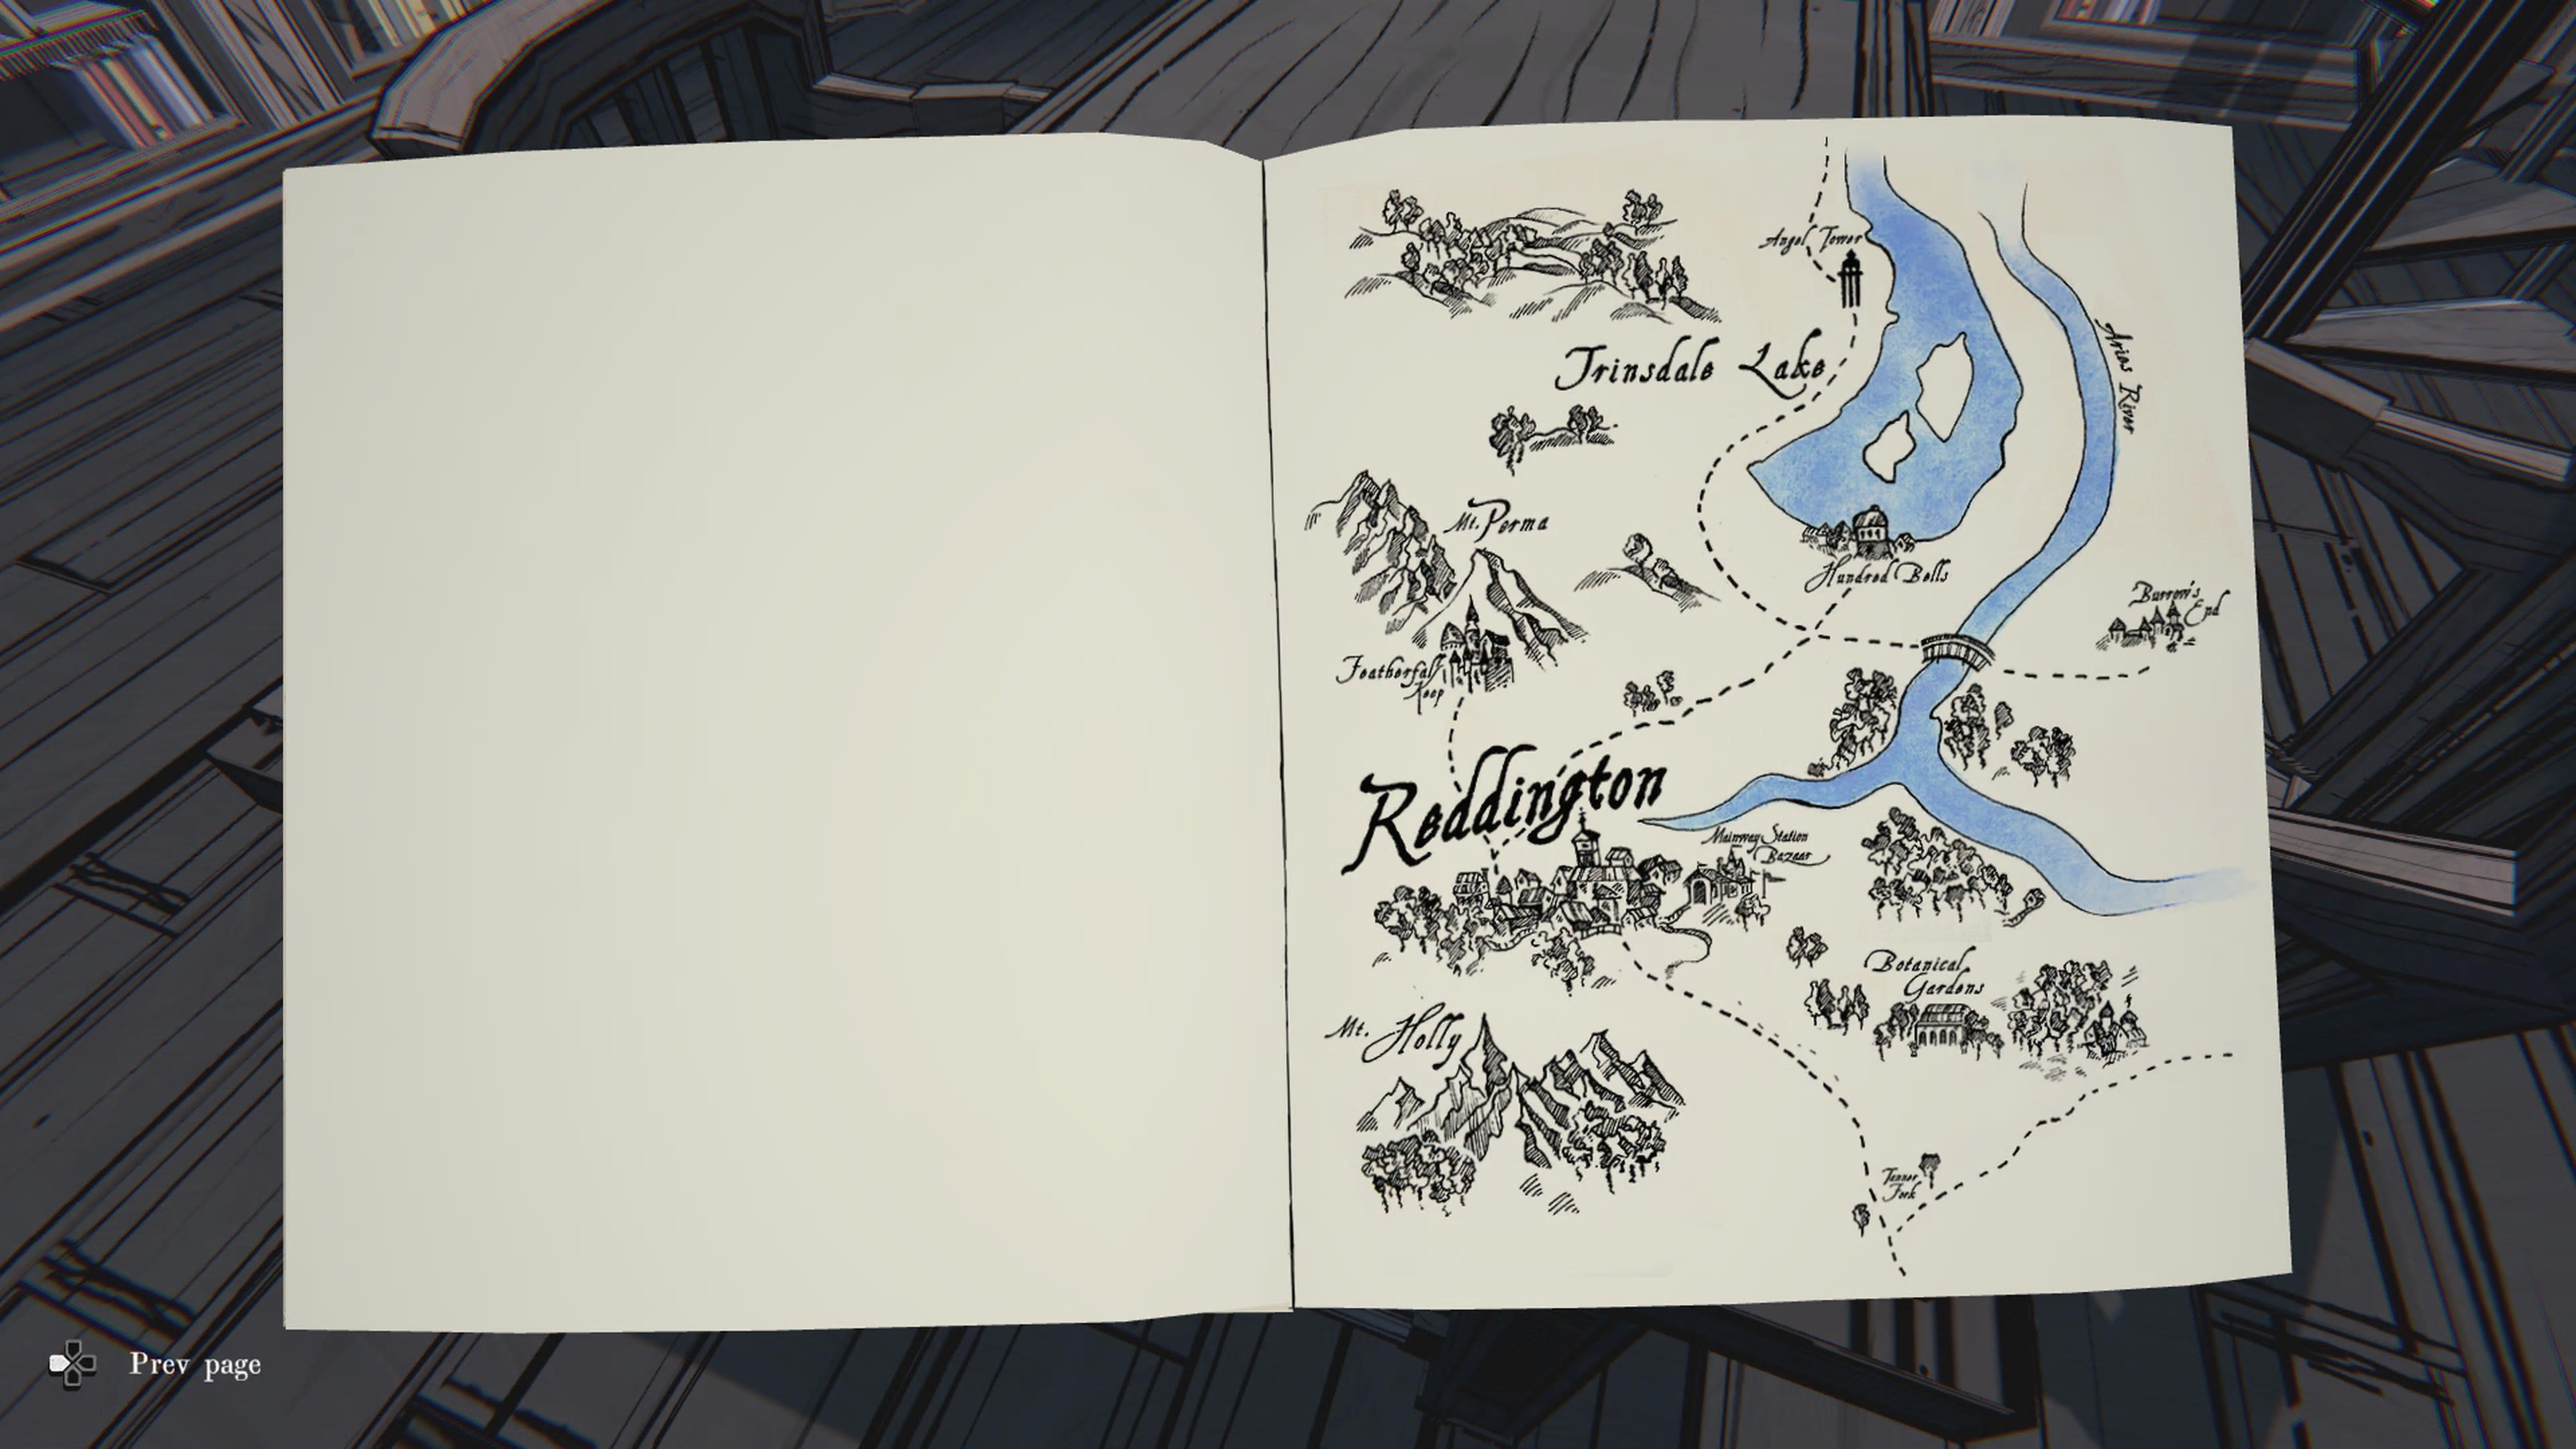 Angel Tower
Trinsdale Lake
Aries River
Mt. Perma
Hundred Bells
Burrow's
End
Featherfall
Keep
Reddington
Mainway Station
Bazaar
Botanical
Gardens
Mt. Holly
Tanner
Fork
Prev page